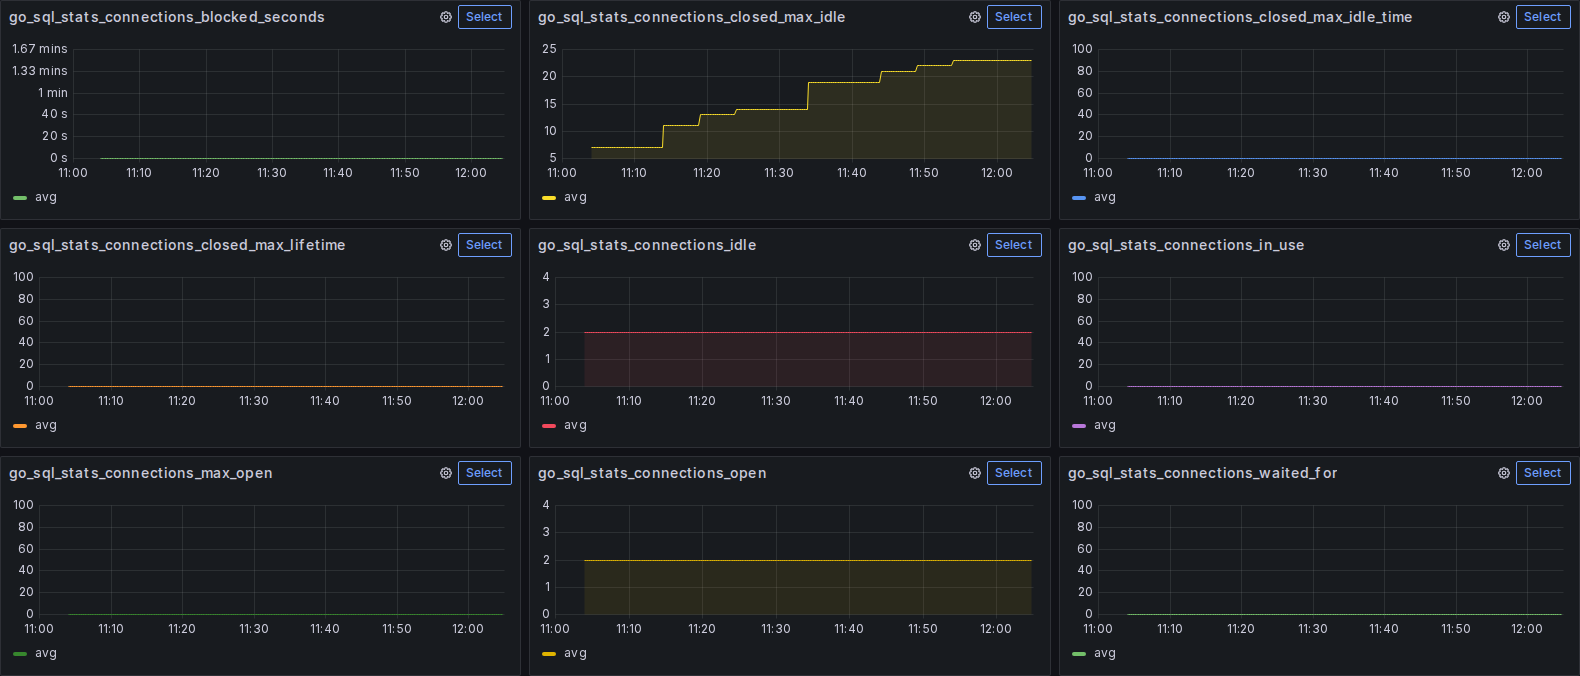 go_sql_stats_connections_blocked_seconds Select
1.67 mins
1.33 mins
1 min
40 s
20 s
0 s
11:00 11:10 11:20 11:30 11:40 11:50 12:00
avg
go_sql_stats_connections_closed_max_idle Select
25
20
15
10
5
11:00 11:10 11:20 11:30 11:40 11:50 12:00
avg
go_sql_stats_connections_closed_max_idle_time Select
100
80
60
40
20
0
11:00 11:10 11:20 11:30 11:40 11:50 12:00
avg
go_sql_stats_connections_closed_max_lifetime Select
100
80
60
40
20
0
11:00 11:10 11:20 11:30 11:40 11:50 12:00
avg
go_sql_stats_connections_idle Select
4
3
2
1
0
11:00 11:10 11:20 11:30 11:40 11:50 12:00
avg
go_sql_stats_connections_in_use Select
100
80
60
40
20
0
11:00 11:10 11:20 11:30 11:40 11:50 12:00
avg
go_sql_stats_connections_max_open Select
100
80
60
40
20
0
11:00 11:10 11:20 11:30 11:40 11:50 12:00
avg
go_sql_stats_connections_open Select
4
3
2
1
0
11:00 11:10 11:20 11:30 11:40 11:50 12:00
avg
go_sql_stats_connections_waited_for Select
100
80
60
40
20
0
11:00 11:10 11:20 11:30 11:40 11:50 12:00
avg